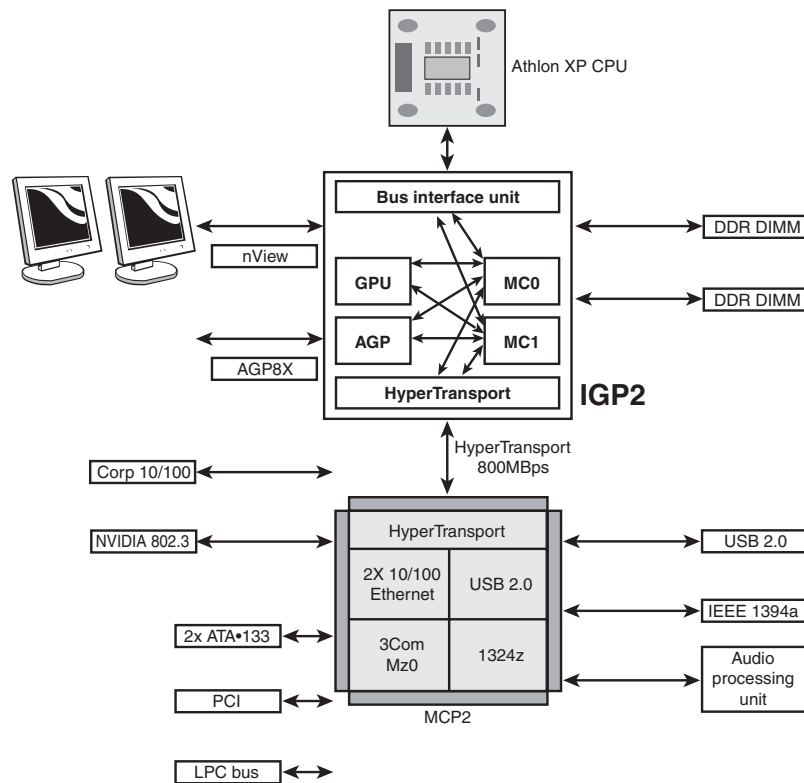 Athlon XP CPU
Bus interface unit
nView
DDR DIMM
GPU
MC0
DDR DIMM
AGP
MC1
AGP8X
HyperTransport
IGP2
HyperTransport
800MBps
Corp 10/100
HyperTransport
NVIDIA 802.3
USB 2.0
2X 10/100
Ethernet
USB 2.0
IEEE 1394a
2x ATA•133
3Com
Mz0
1324z
Audio
processing
unit
PCI
MCP2
LPC bus